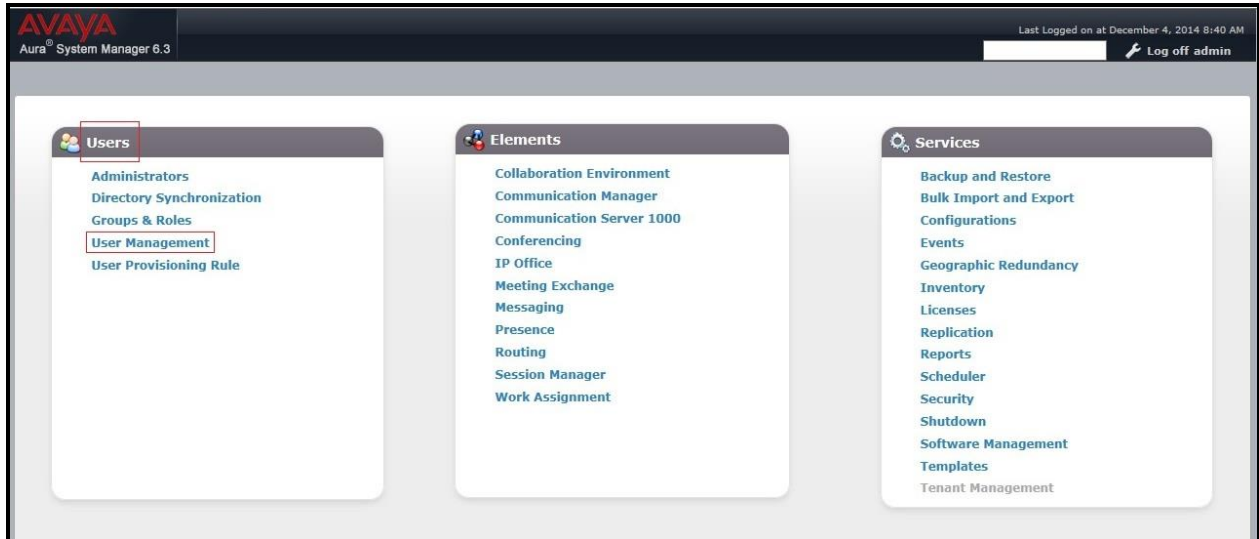 AVAYA
Aura® System Manager 6.3
Last Logged on at December 4, 2014 8:40 AM
Log off admin
Users
Administrators
Directory Synchronization
Groups & Roles
User Management
User Provisioning Rule
Elements
Collaboration Environment
Communication Manager
Communication Server 1000
Conferencing
IP Office
Meeting Exchange
Messaging
Presence
Routing
Session Manager
Work Assignment
Services
Backup and Restore
Bulk Import and Export
Configurations
Events
Geographic Redundancy
Inventory
Licenses
Replication
Reports
Scheduler
Security
Shutdown
Software Management
Templates
Tenant Management